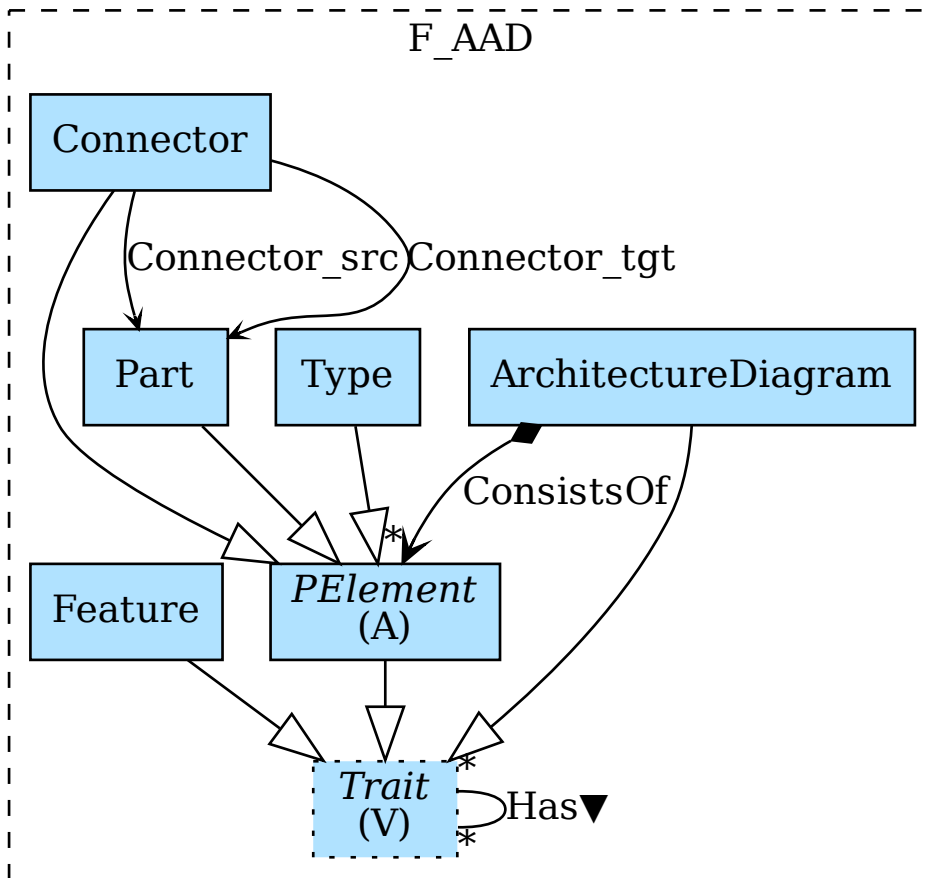 F_AAD
Connector
Connector_src
Connector_tgt
Part
Type
ArchitectureDiagram
ConsistsOf
*
Feature
PElement
(A)
*
Trait
(V)
Has▼
*